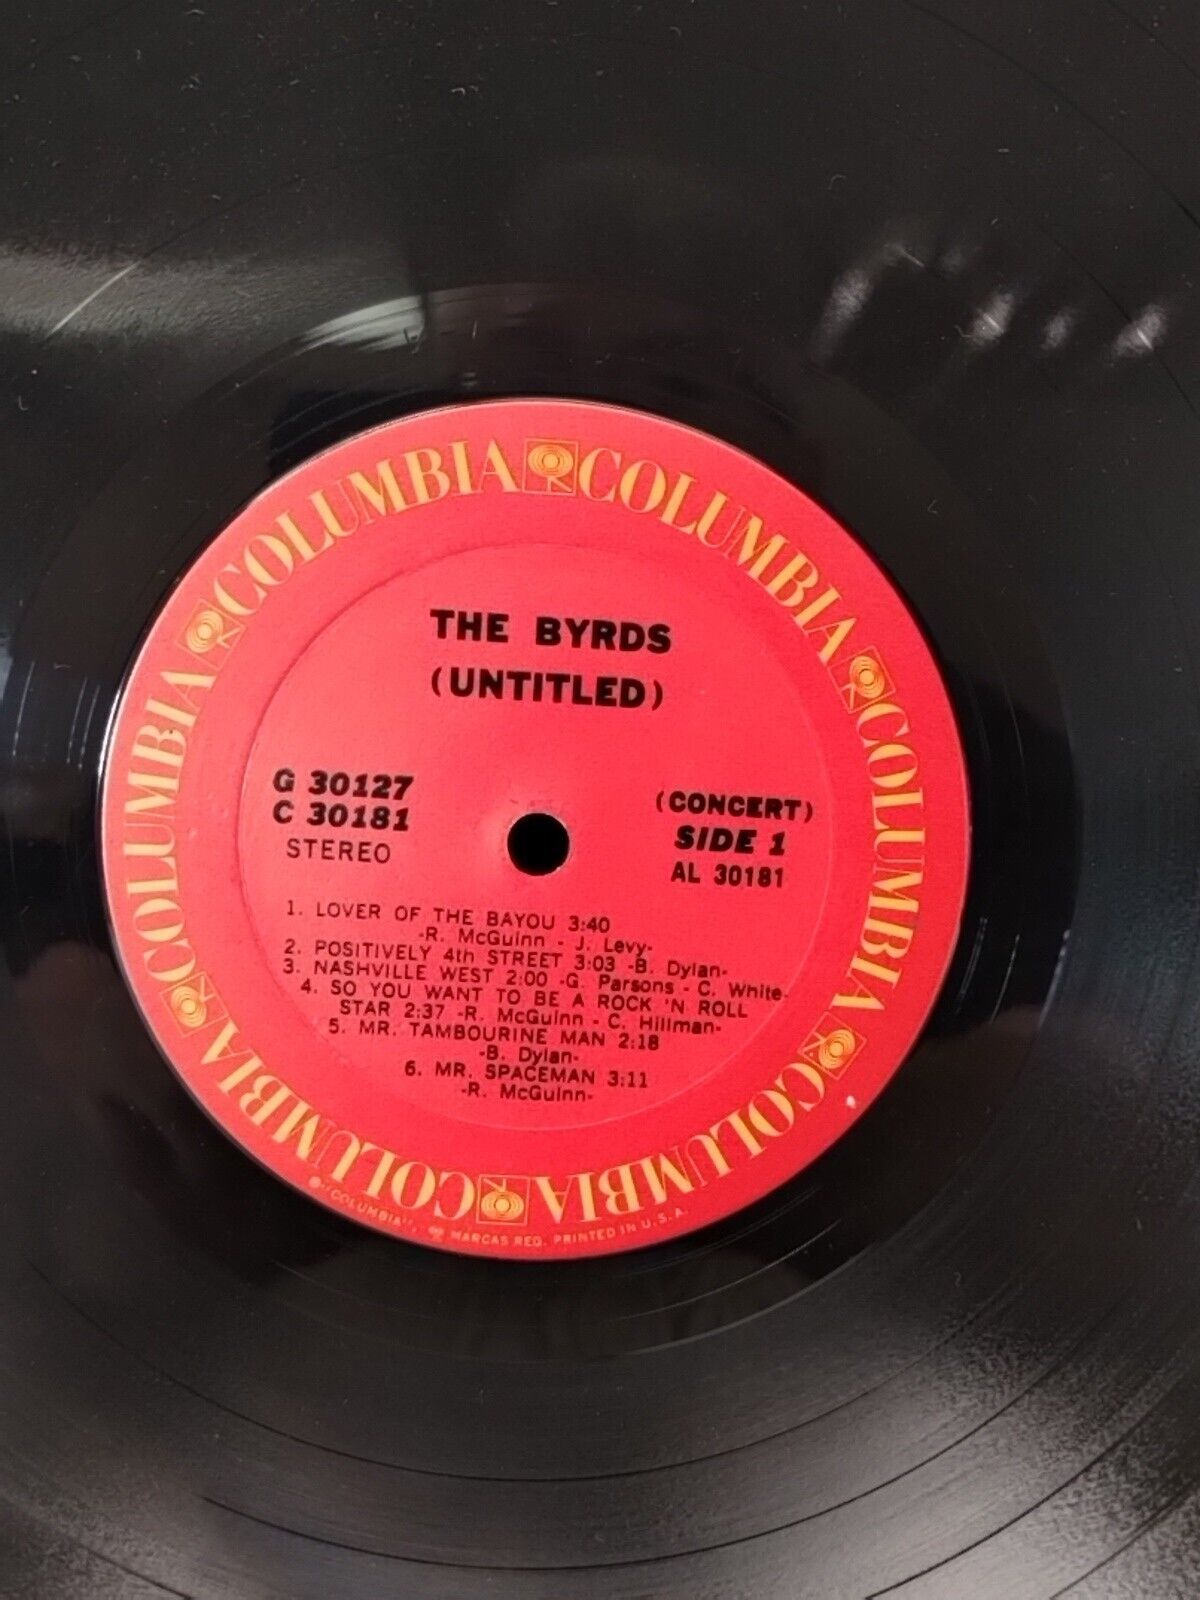 COLUMBIA COLUMBIA COLUMBIA COLUMBIA COLUMBIA COLUMBIA
THE BYRDS
(UNTITLED)
G 30127
C 30181
STEREO
(CONCERT)
SIDE 1
AL 30181
1. LOVER OF THE BAYOU 3:40
-R. McGuinn - J. Levy-
2. POSITIVELY 4th STREET 3:03 -B. Dylan-
3. NASHVILLE WEST 2:00 -G. Parsons - C. White-
4. SO YOU WANT TO BE A ROCK 'N ROLL
STAR 2:37 -R. McGuinn - C. Hillman-
5. MR. TAMBOURINE MAN 2:18
-B. Dylan-
6. MR. SPACEMAN 3:11
-R. McGuinn-
"COLUMBIA", MARCAS REG. PRINTED IN U.S.A.